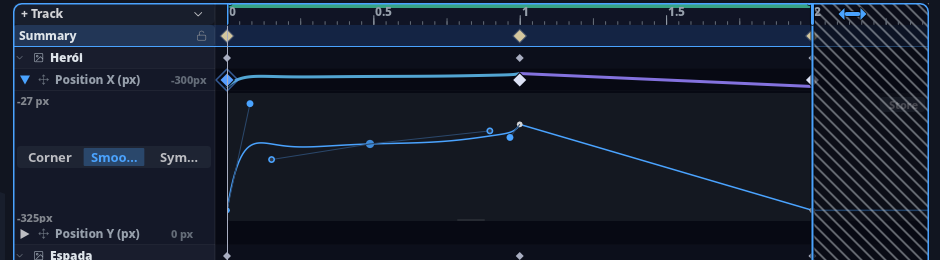 + Track
0 0.5 1 1.5 2
Summary
Heról
Position X (px) -300px
-27 px
Store
Corner Smoo... Sym...
-325px
Position Y (px) 0 px
Espada